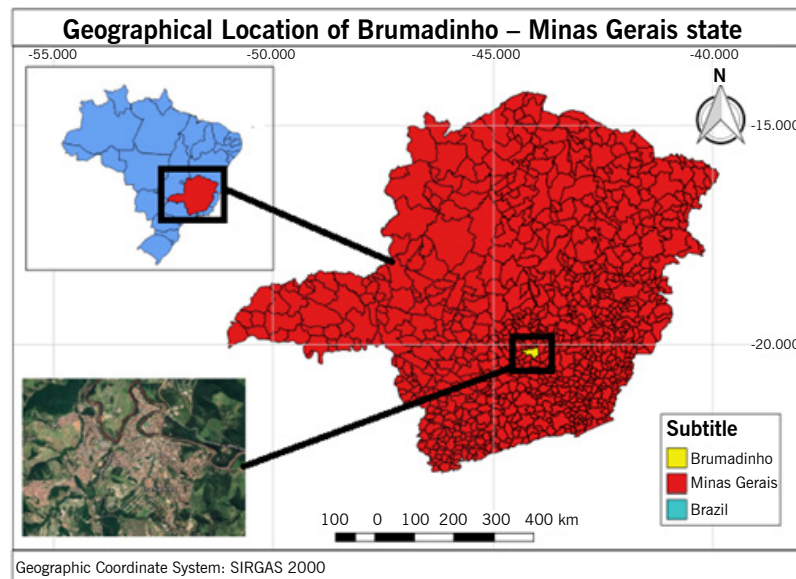 Geographical Location of Brumadinho – Minas Gerais state
-55.000 -50.000 -45.000 -40.000
N
-15.000
-20.000
Subtitle
Brumadinho
Minas Gerais
Brazil
100 0 100 200 300 400 km
Geographic Coordinate System: SIRGAS 2000